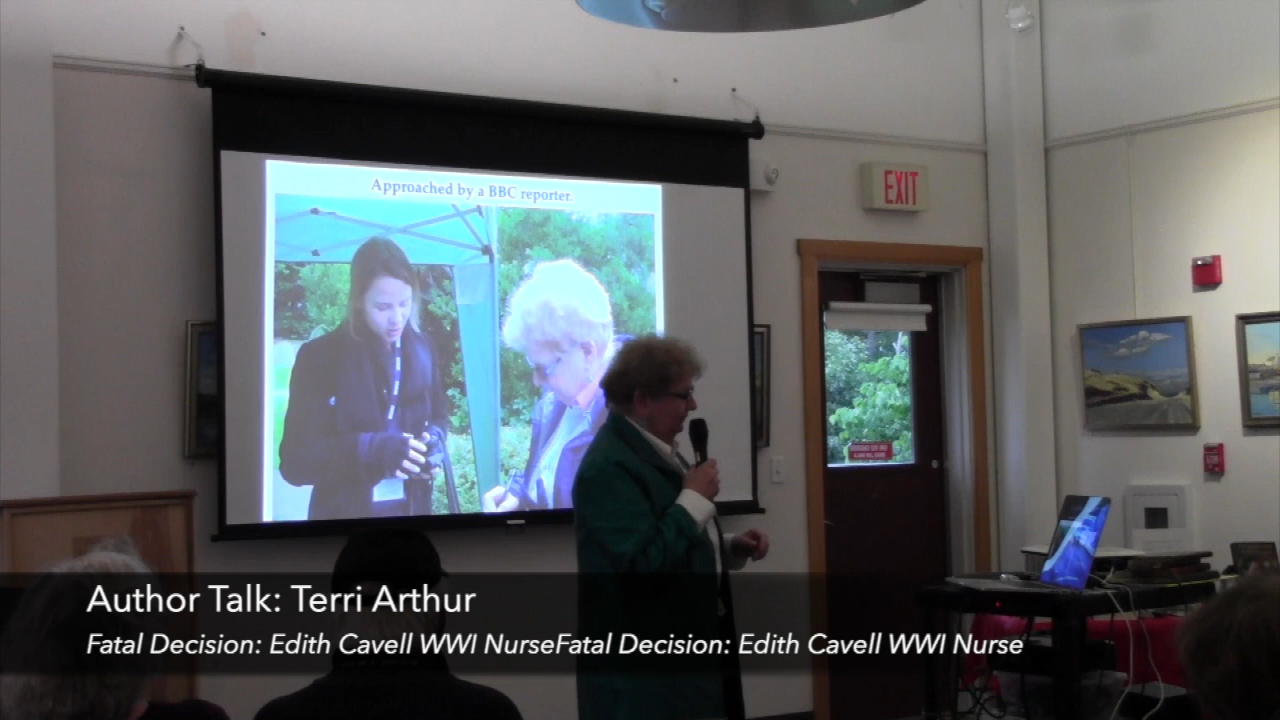 Approached by a BBC reporter.
EXIT
Author Talk: Terri Arthur
Fatal Decision: Edith Cavell WWI NurseFatal Decision: Edith Cavell WWI Nurse